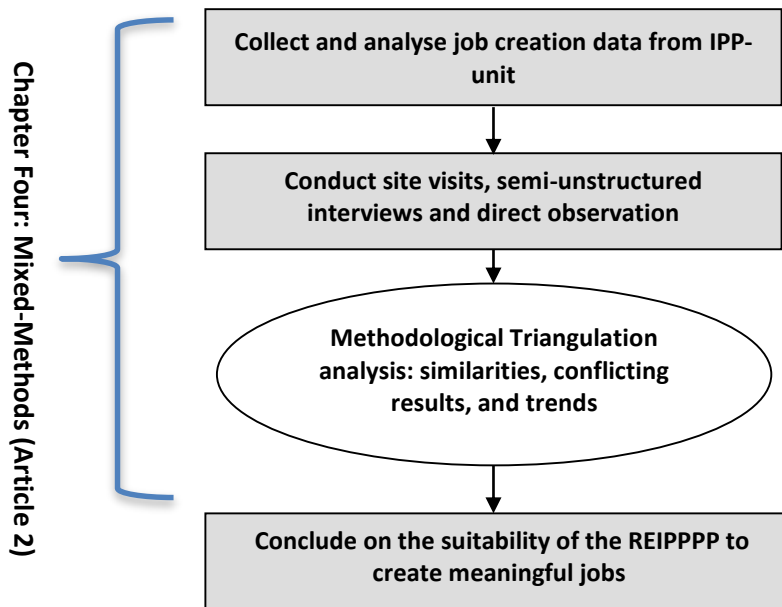 Chapter Four: Mixed-Methods (Article 2)
Collect and analyse job creation data from IPP-
unit
Conduct site visits, semi-unstructured
interviews and direct observation
Methodological Triangulation
analysis: similarities, conflicting
results, and trends
Conclude on the suitability of the REIPPPP to
create meaningful jobs